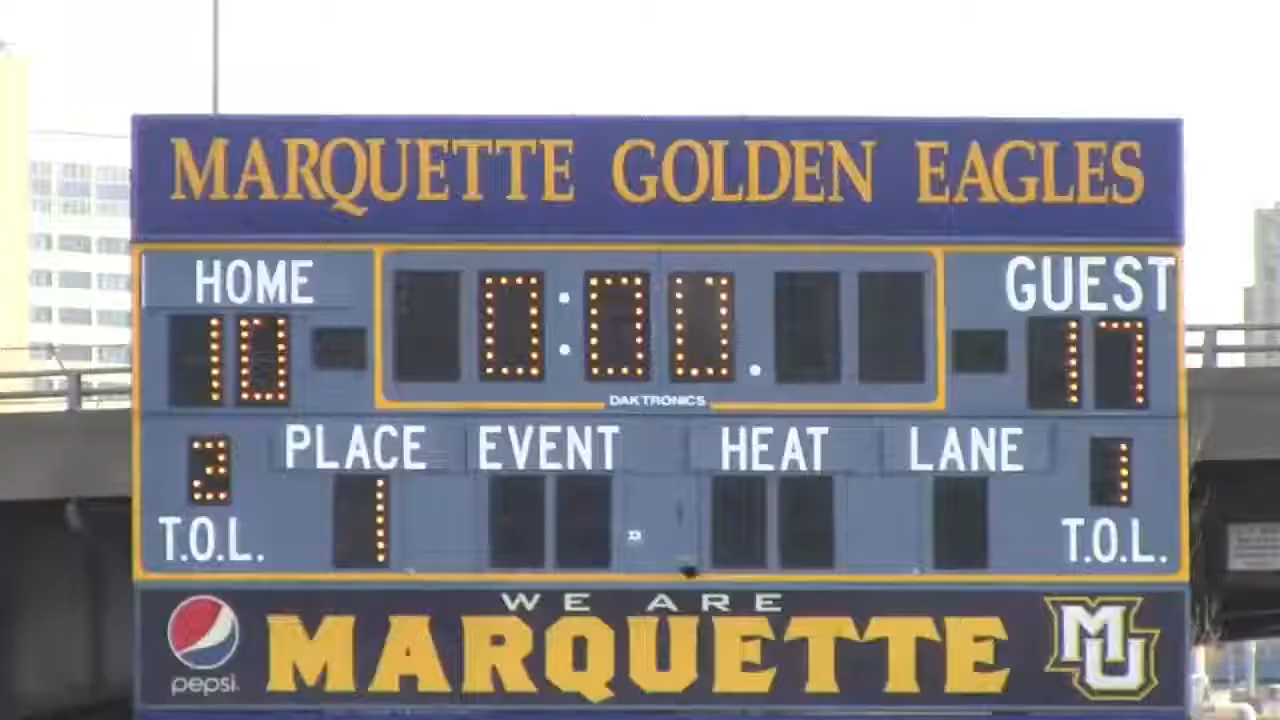 MARQUETTE GOLDEN EAGLES
HOME 0:00. GUEST
10 17
DAKTRONICS
PLACE EVENT HEAT LANE
2 1 1
T.O.L. T.O.L.
WE ARE
MARQUETTE
pepsi
MU